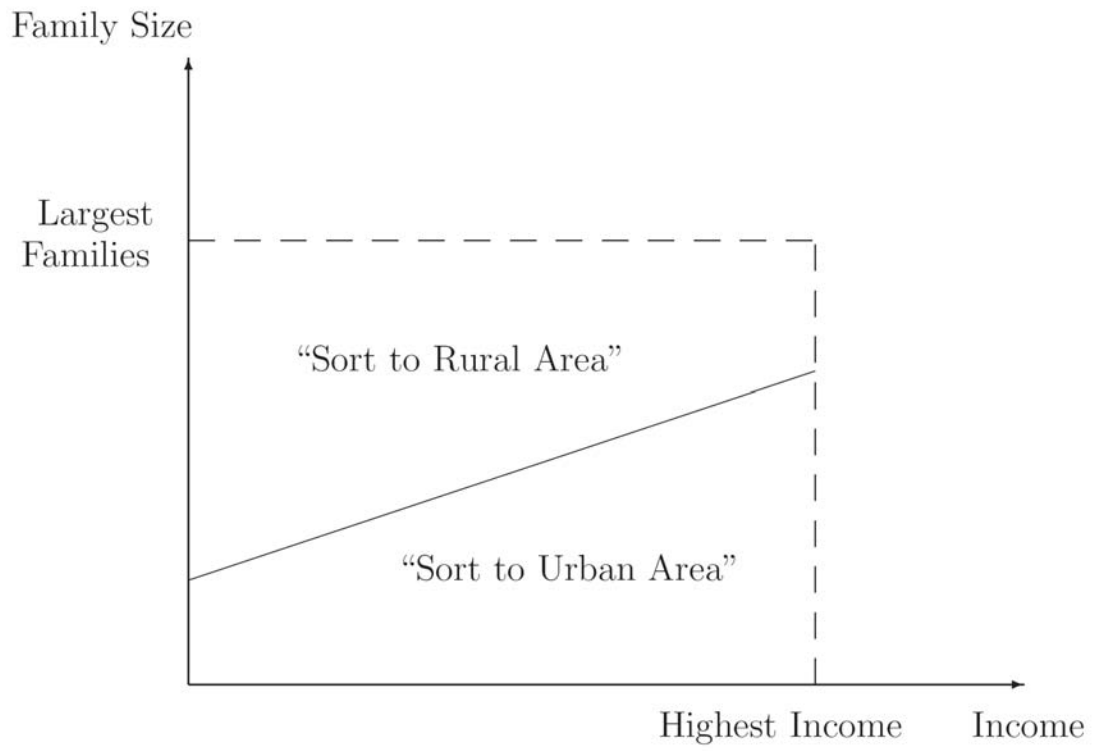 Family Size
Largest
Families
“Sort to Rural Area”
“Sort to Urban Area”
Highest Income
Income